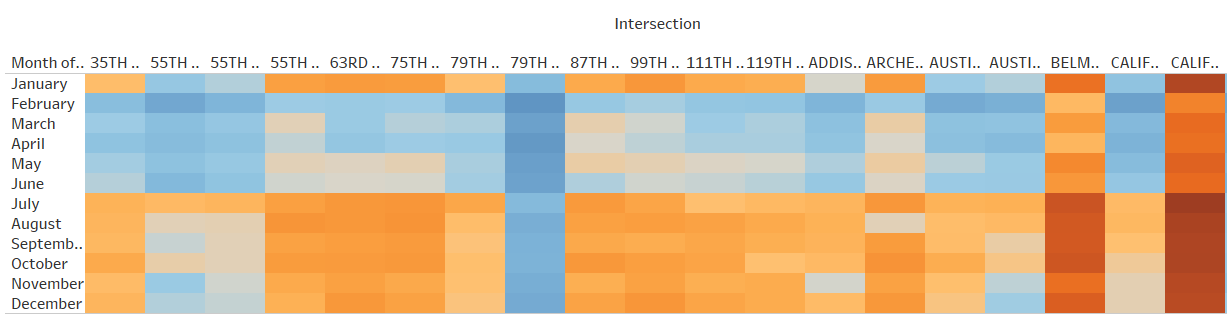 Intersection
Month of.. 35TH .. 55TH .. 55TH .. 55TH .. 63RD .. 75TH .. 79TH .. 79TH .. 87TH .. 99TH .. 111TH .. 119TH .. ADDIS.. ARCHE.. AUSTI.. AUSTI.. BELM.. CALIF.. CALIF..
January
February
March
April
May
June
July
August
Septemb..
October
November
December